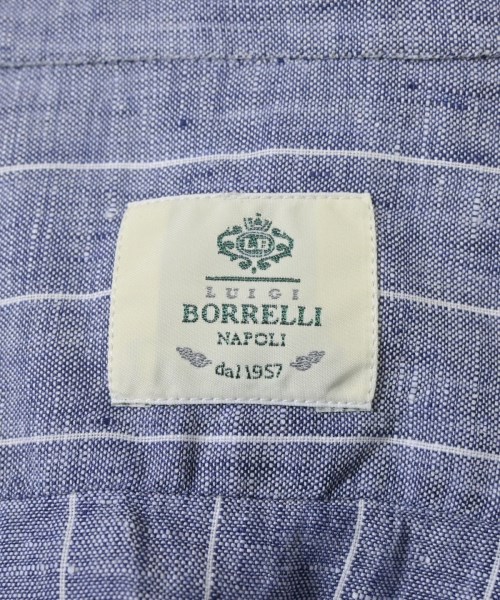 L.B.
LUIGI
BORRELLI
NAPOLI
dal 1957